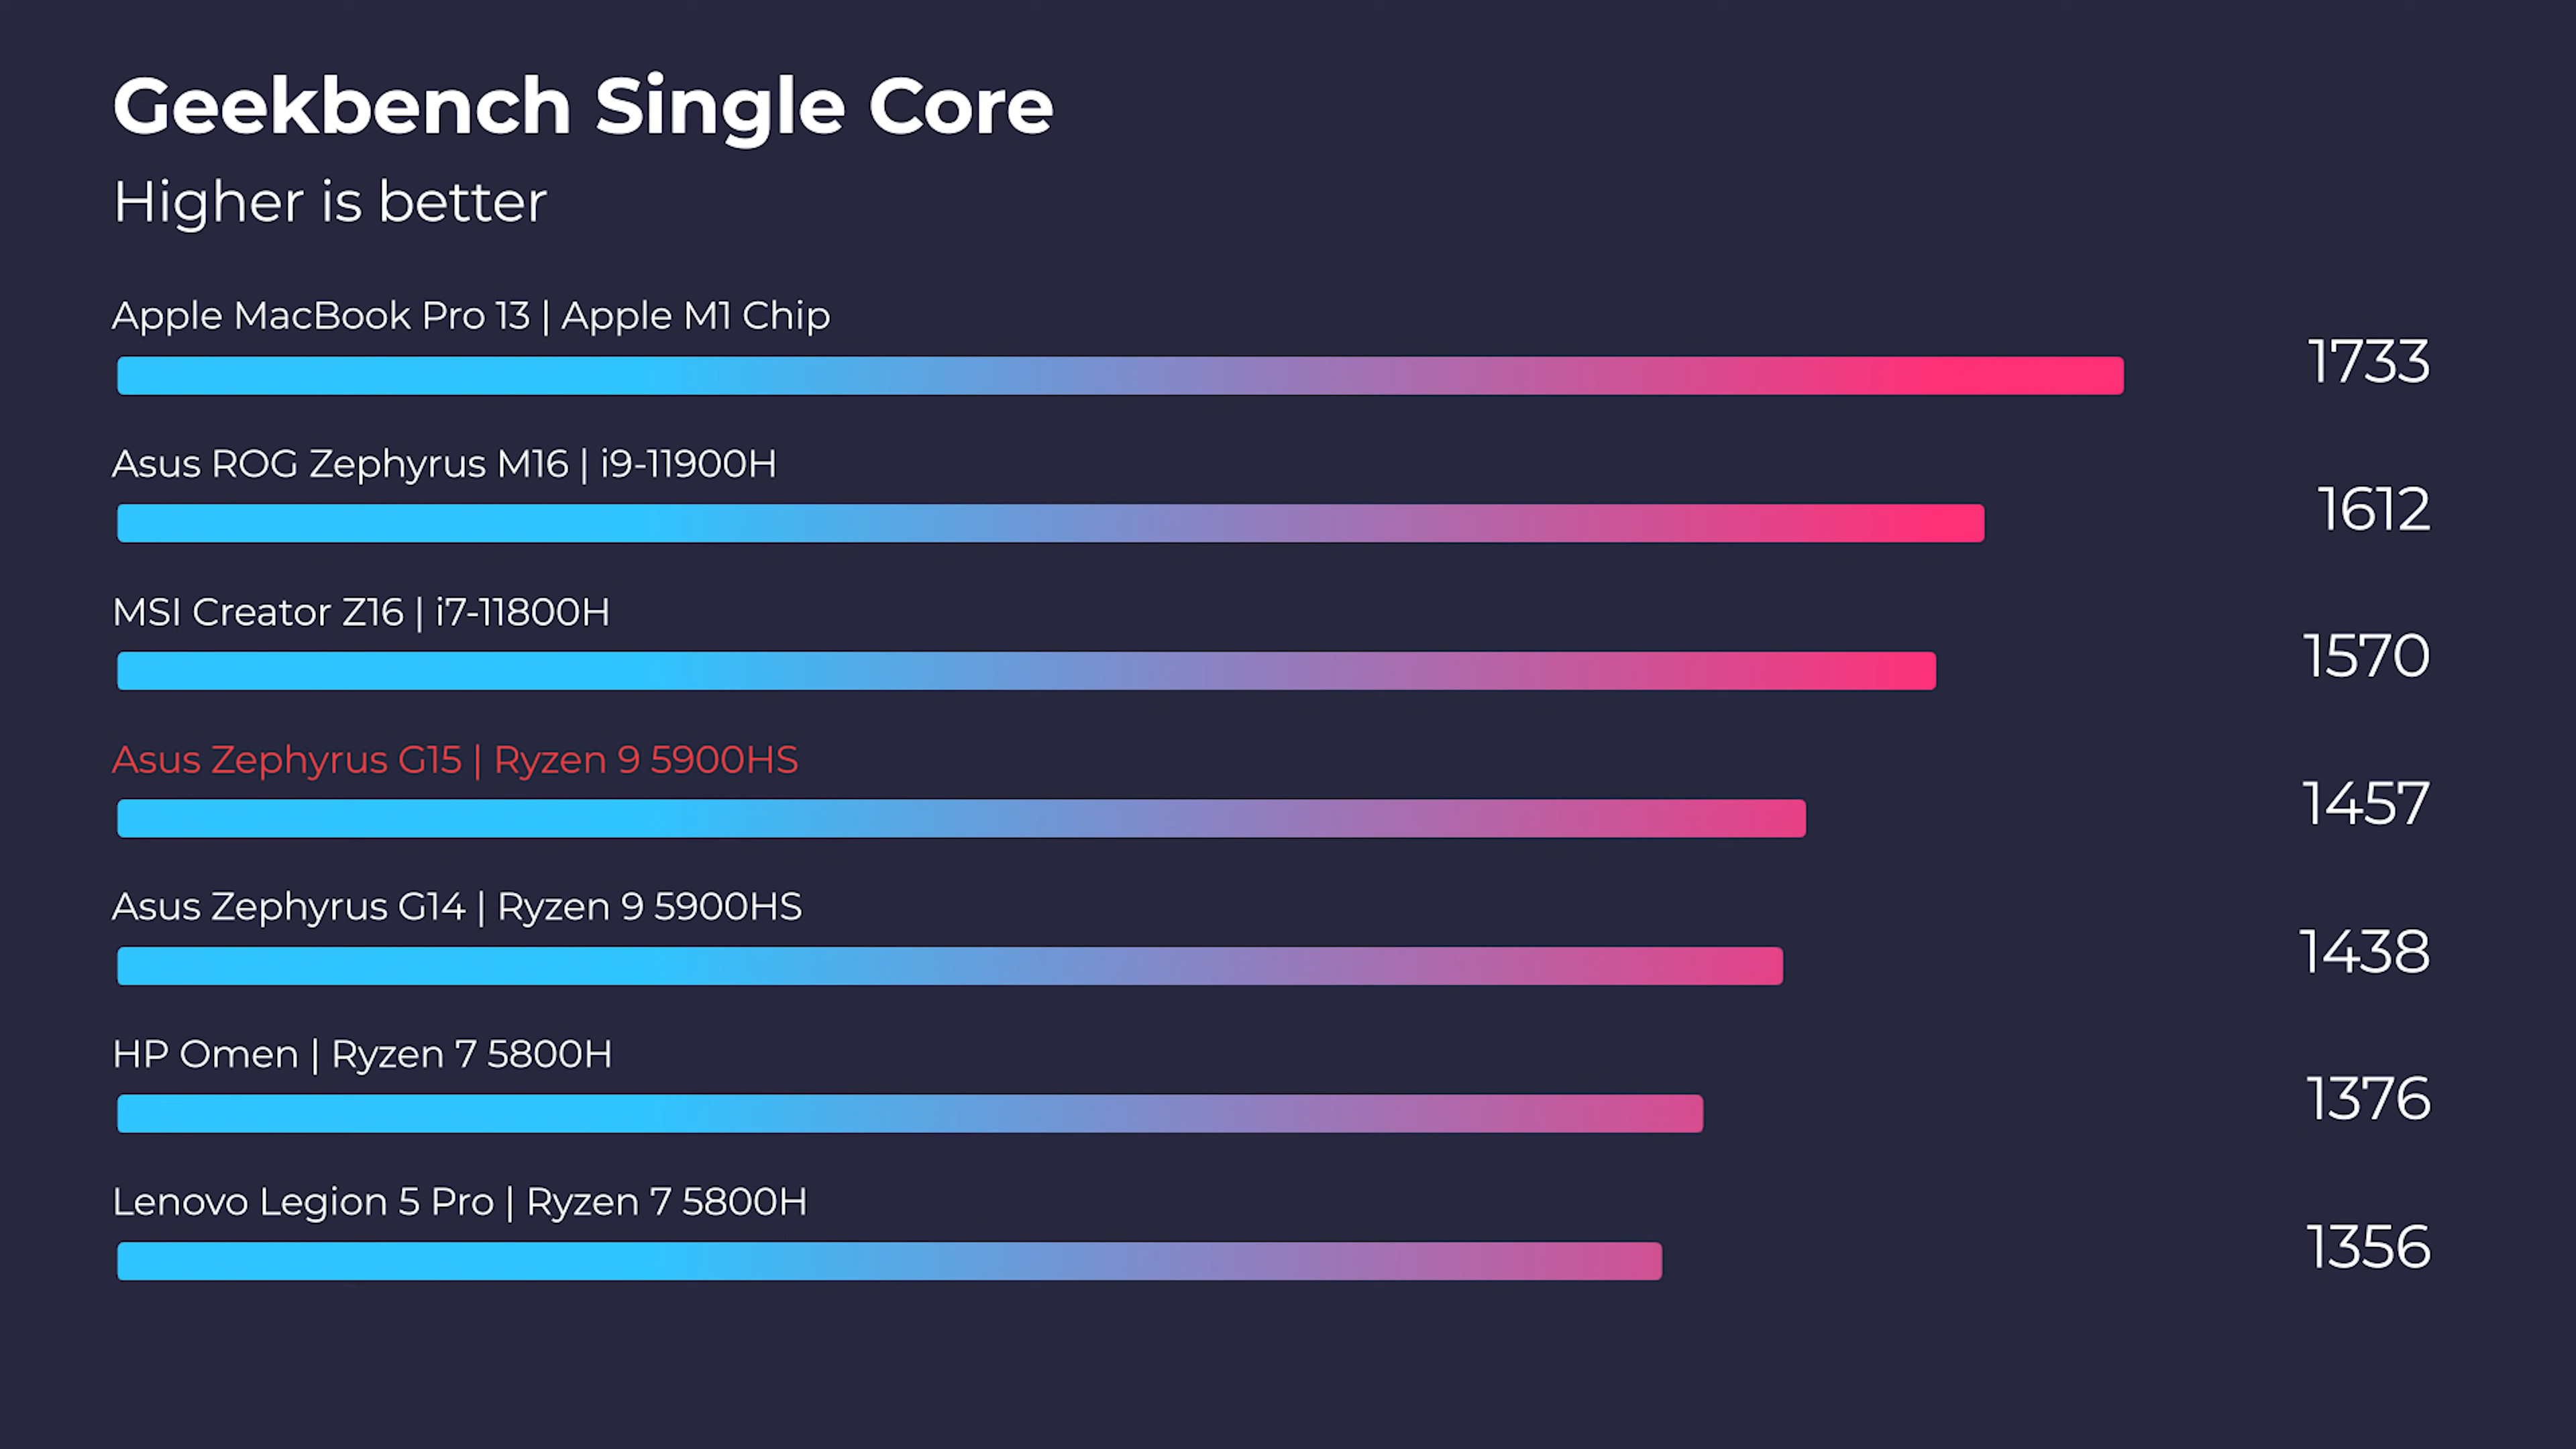 Geekbench Single Core
Higher is better
Apple MacBook Pro 13 | Apple M1 Chip
1733
Asus ROG Zephyrus M16 | i9-11900H
1612
MSI Creator Z16 | i7-11800H
1570
Asus Zephyrus G15 | Ryzen 9 5900HS
1457
Asus Zephyrus G14 | Ryzen 9 5900HS
1438
HP Omen | Ryzen 7 5800H
1376
Lenovo Legion 5 Pro | Ryzen 7 5800H
1356